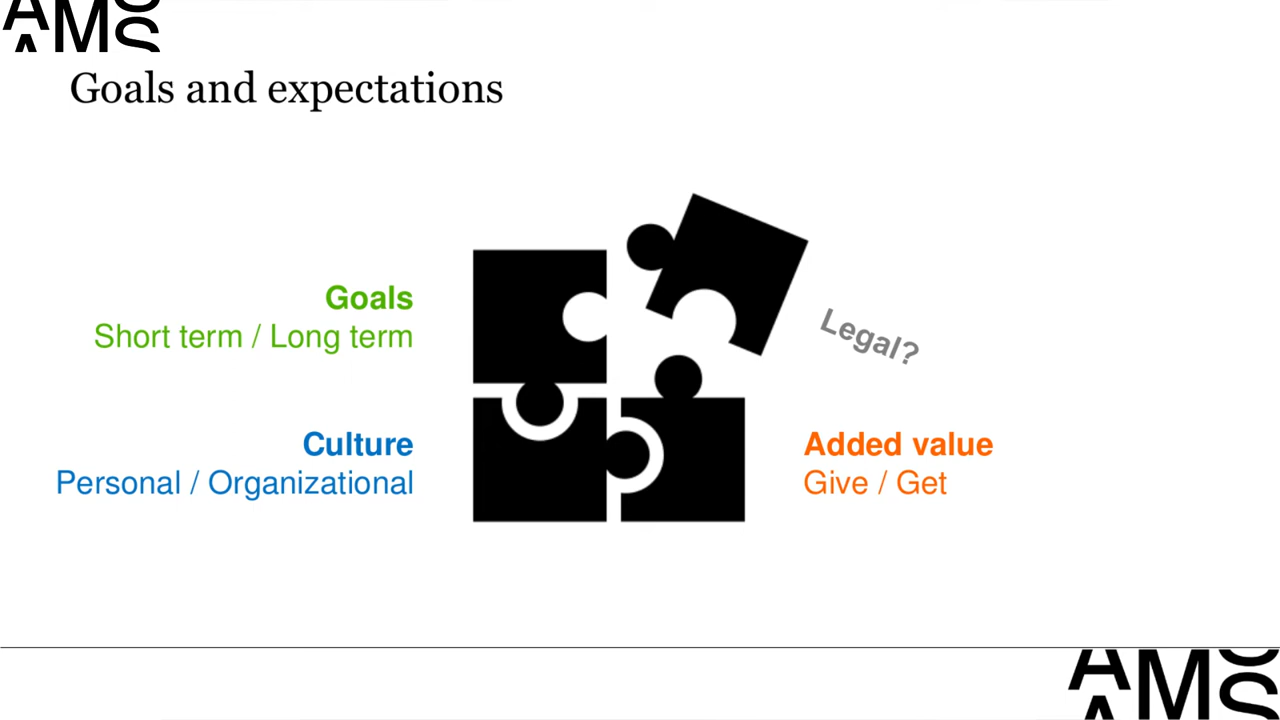 AMS
Goals and expectations
Goals
Short term / Long term
Legal?
Culture
Personal / Organizational
Added value
Give / Get
AMS